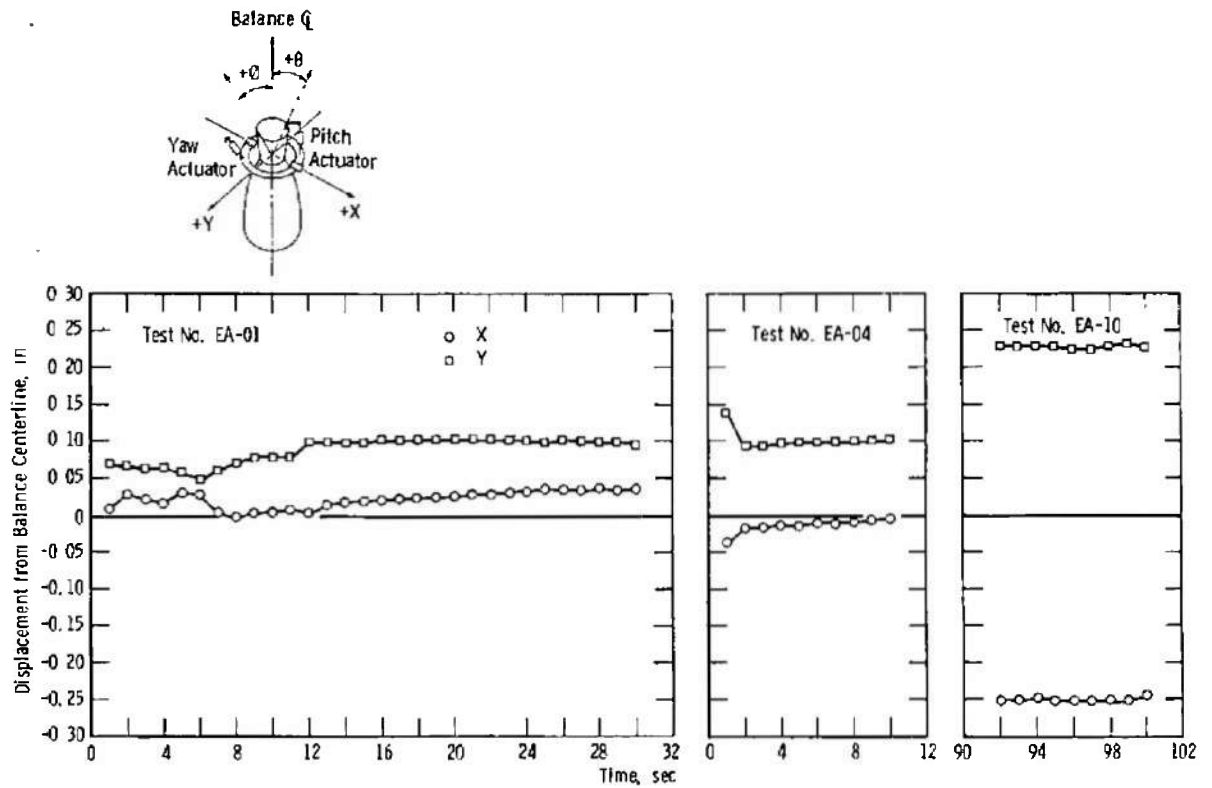 Balance ℄
+Ø +θ
Yaw Actuator
Pitch Actuator
+Y
+X
Displacement from Balance Centerline, in
0 30
0 25
0 20
0 15
0 10
0 05
0
-0 05
-0.10
-0.15
-0 20
-0.25
-0 30
Test No. EA-01
X
Y
0 4 8 12 16 20 24 28 32
Test No. EA-04
0 4 8 12
Test No. EA-10
90 94 98 102
Time, sec